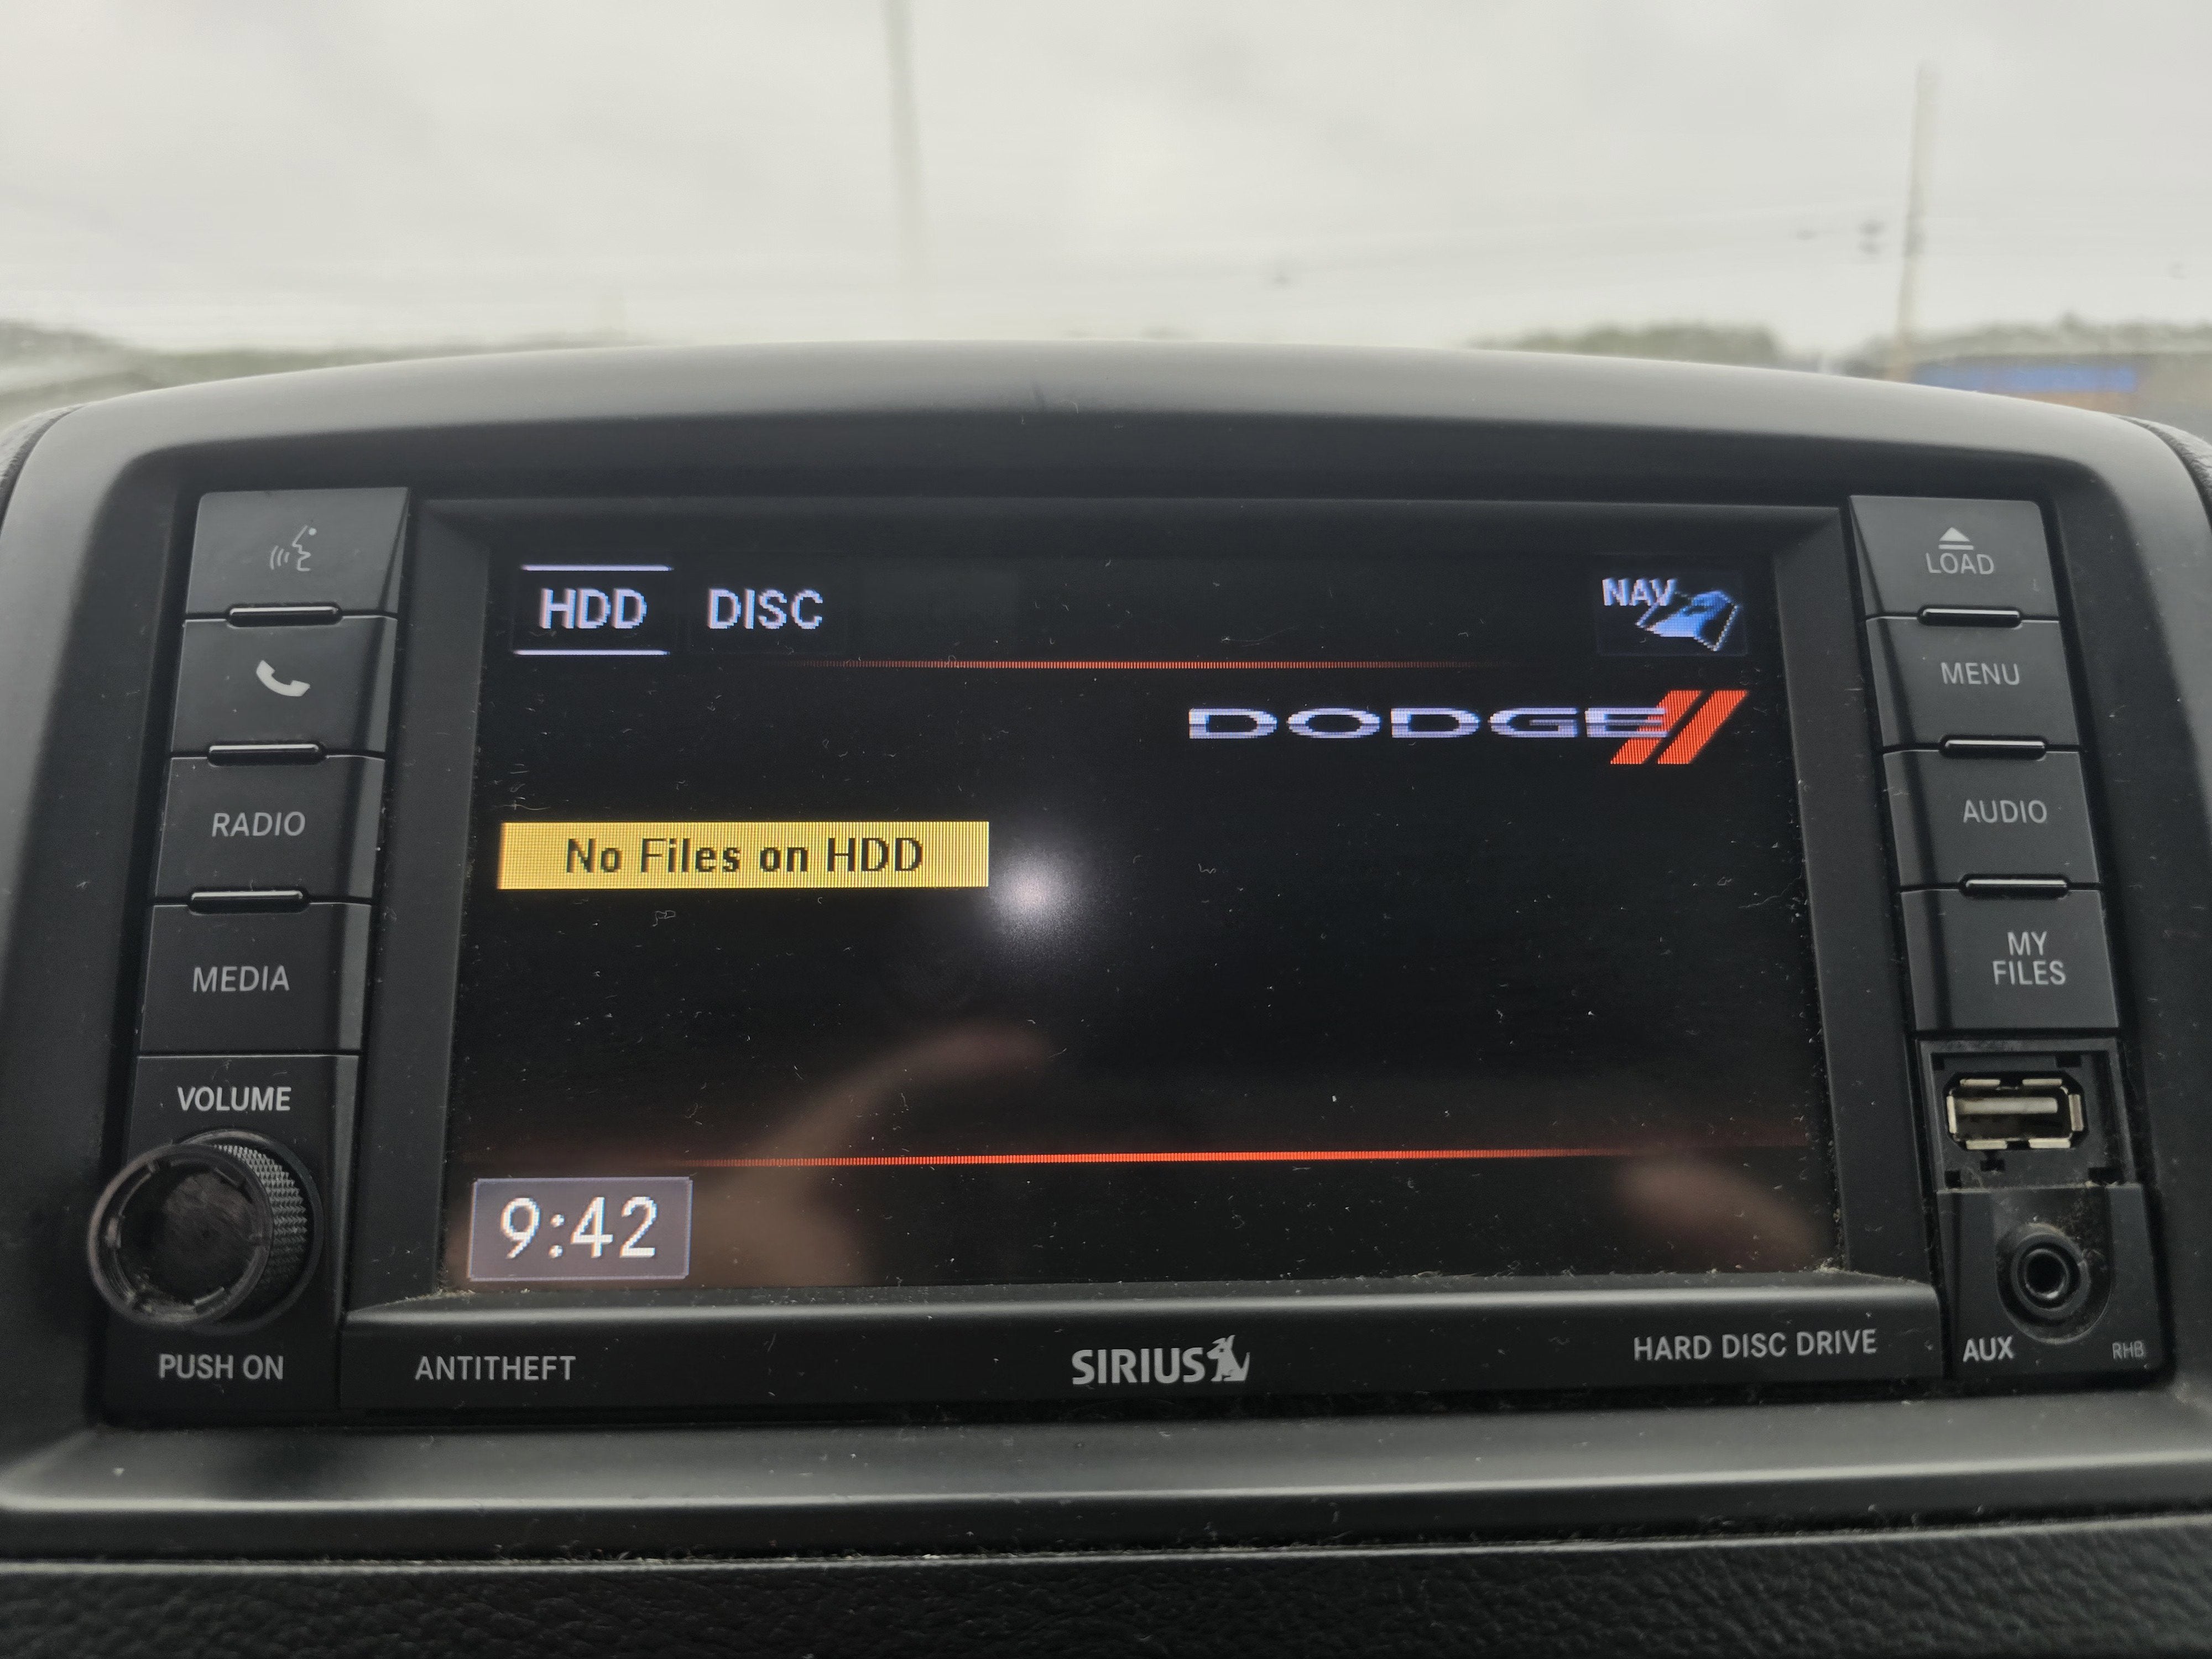 HDD DISC NAV
DODGE
No Files on HDD
9:42
RADIO
MEDIA
VOLUME
PUSH ON
ANTITHEFT
SIRIUS
HARD DISC DRIVE
LOAD
MENU
AUDIO
MY
FILES
AUX
RHB